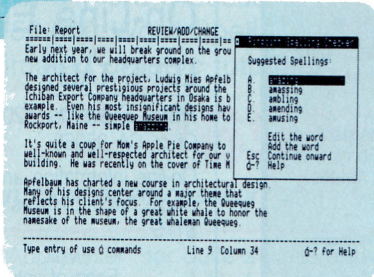 File: Report REVIEW/ADD/CHANGE
Early next year, we will break ground on the grou
new addition to our headquarters complex.
The architect for the project, Ludwig Mies Apfelb
designed several prestigious projects around the
Ichiban Export Company headquarters in Osaka is b
example. Even his most insignificant designs hav
awards -- like the Queequeg Museum in his home to
Rockport, Maine -- simple
It's quite a coup for Mom's Apple Pie Company to
well-known and well-respected architect for our v
building. He was recently on the cover of Time M
Apfelbaum has charted a new course in architectural design.
Many of his designs center around a major theme that
reflects his client's focus. For example, the Queequeg
Museum is in the shape of a great white whale to honor the
namesake of the museum, the great whaleman Queequeg.
Spelling Checker
Suggested Spellings:
A. amazing
B. amassing
C. ambling
D. amending
E. amusing
Edit the word
Add the word
Esc Continue onward
-? Help
Type entry of use commands Line 9 Column 34 -? for Help